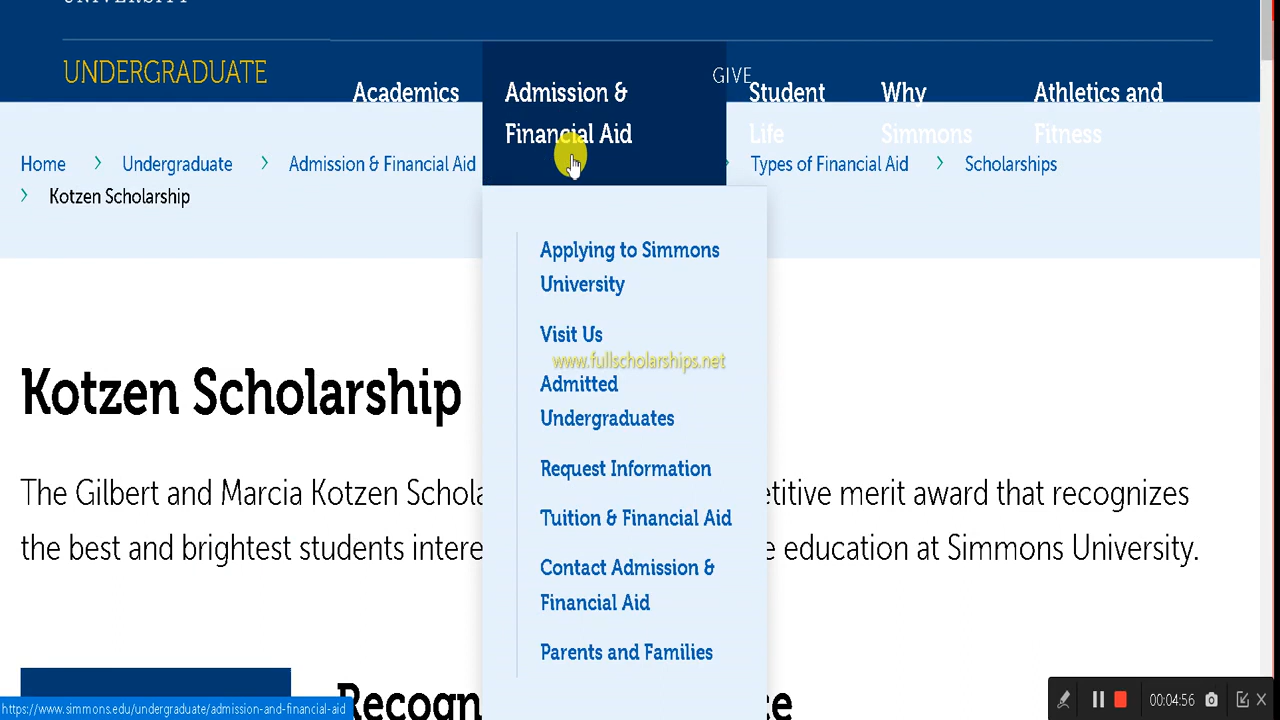 UNIVERSITY
UNDERGRADUATE
GIVE
Academics
Admission &
Financial Aid
Student
Life
Why
Simmons
Athletics and
Fitness
Home > Undergraduate > Admission & Financial Aid > Types of Financial Aid > Scholarships
> Kotzen Scholarship
Applying to Simmons
University
Visit Us
www.fullscholarships.net
Admitted
Undergraduates
Request Information
Tuition & Financial Aid
Contact Admission &
Financial Aid
Parents and Families
Kotzen Scholarship
The Gilbert and Marcia Kotzen Schola etitive merit award that recognizes
the best and brightest students intere e education at Simmons University.
Recogn ce
https://www.simmons.edu/undergraduate/admission-and-financial-aid
00:04:56